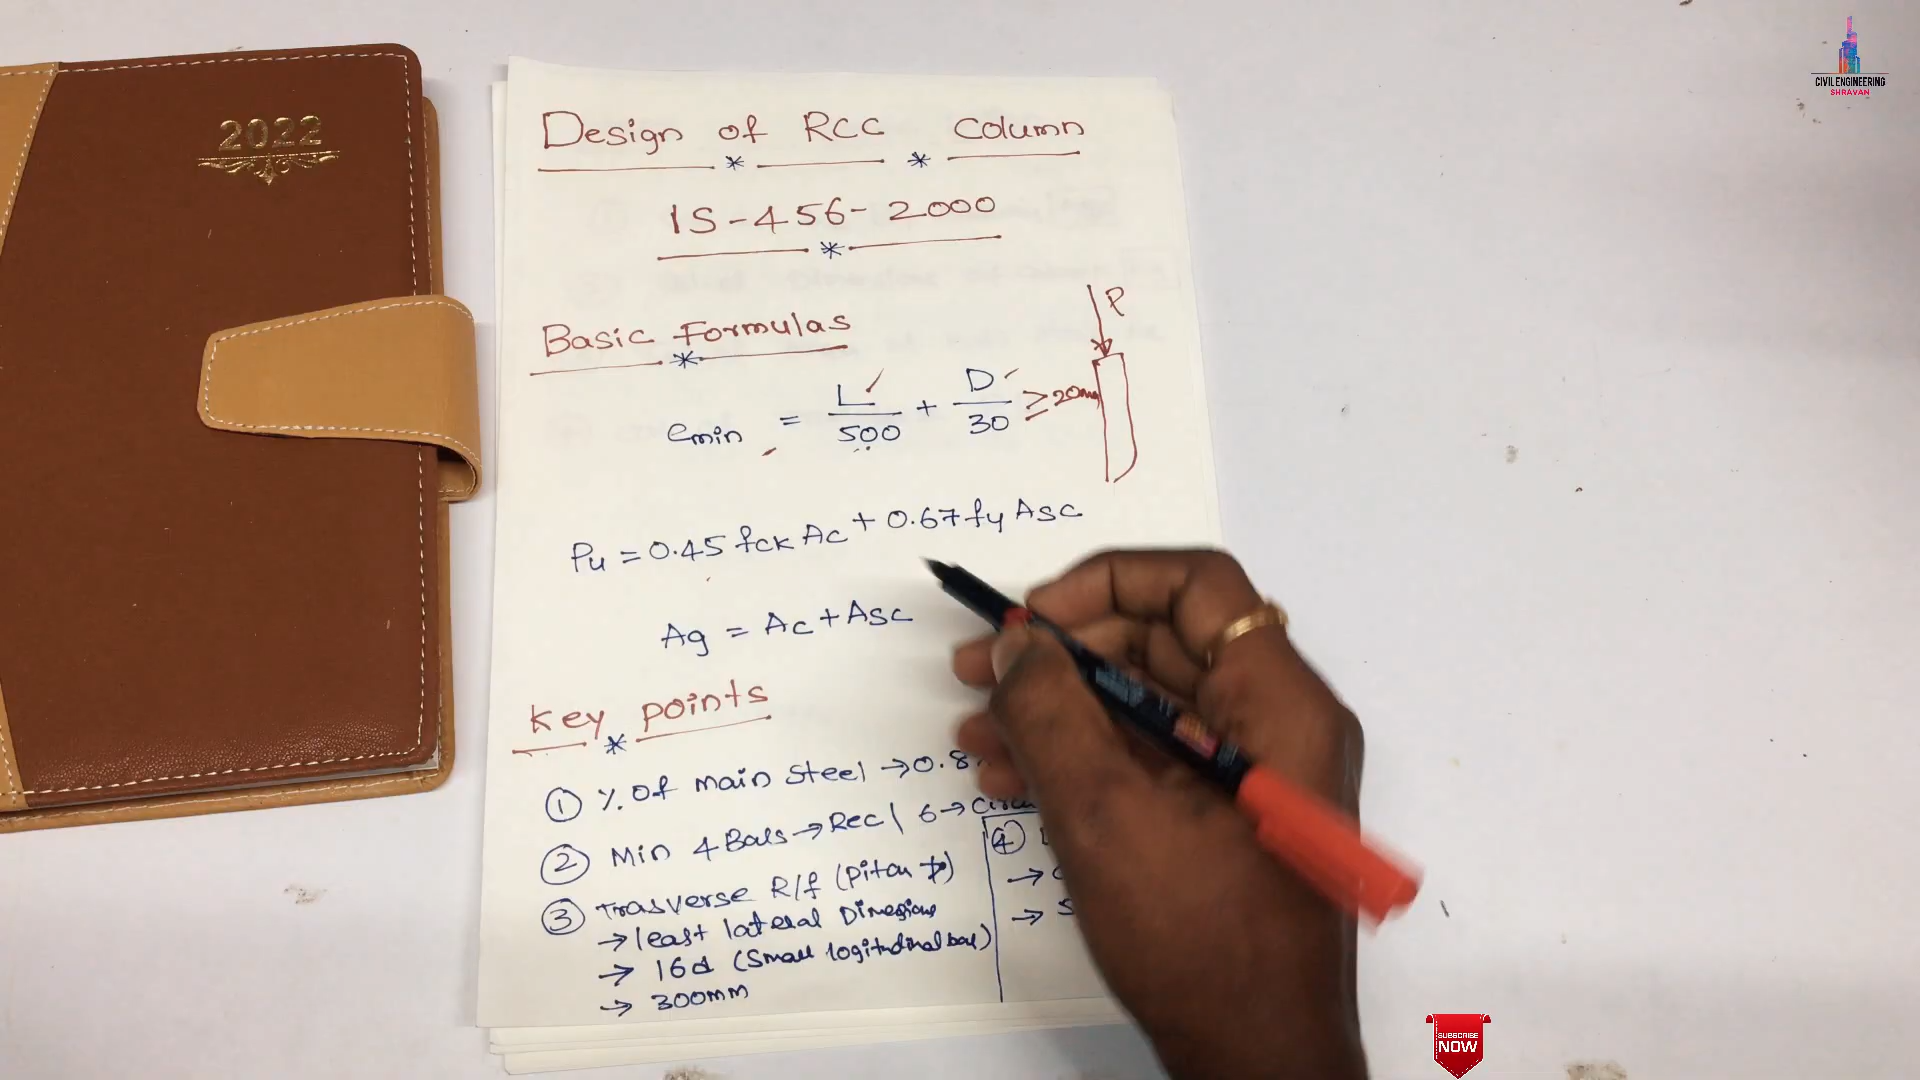 2022
CIVIL ENGINEERING
SHRAVAN
Design of RCC Column
IS-456-2000
Basic Formulas
P
emin = L/500 + D/30 ≥ 20mm
Pu = 0.45 fck Ac + 0.67 fy Asc
Ag = Ac + Asc
Key points
① % Of main Steel → 0.8%
② Min 4 Bars → Rec \ 6 → Circu
③ Trasverse R/f (Pitch →)
→ least lateral Dimesions
→ 16d (Small logitudinal bar)
→ 300mm
④
→
→ S
SUBSCRIBE
NOW